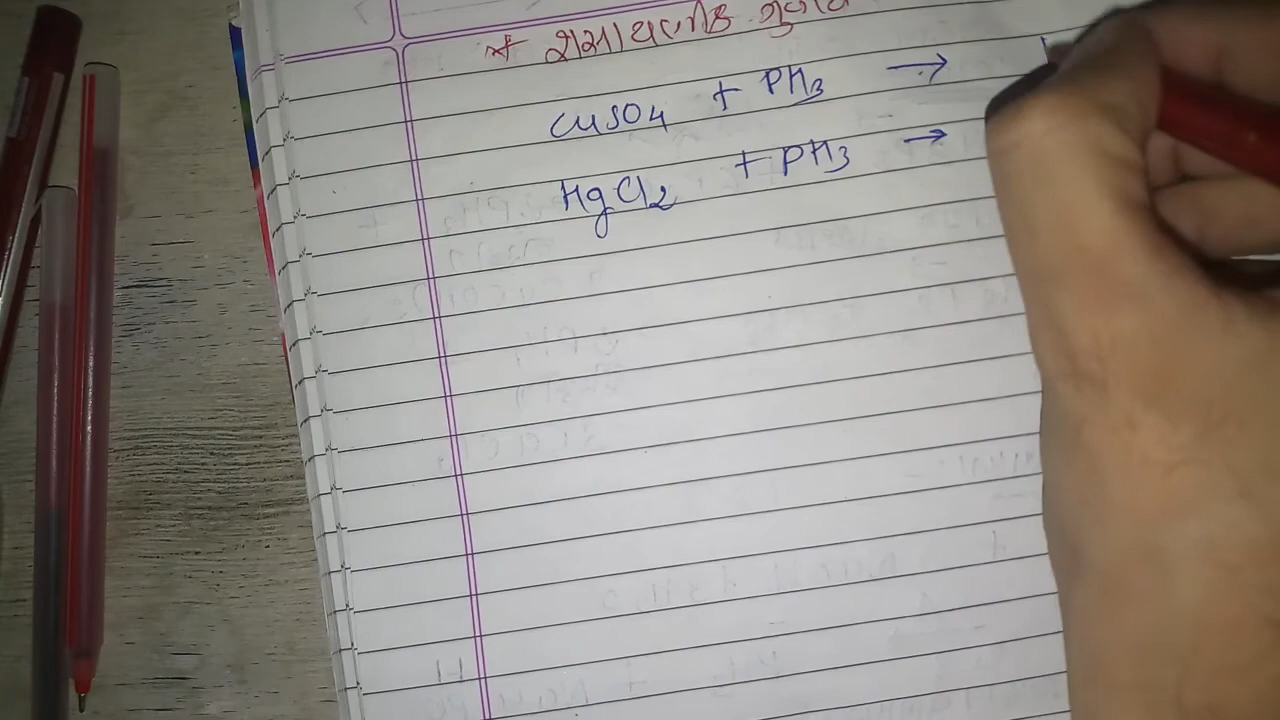 * રાસાયણિક ગુણ
CuSO4 + PH3 →
HgCl2 + PH3 →